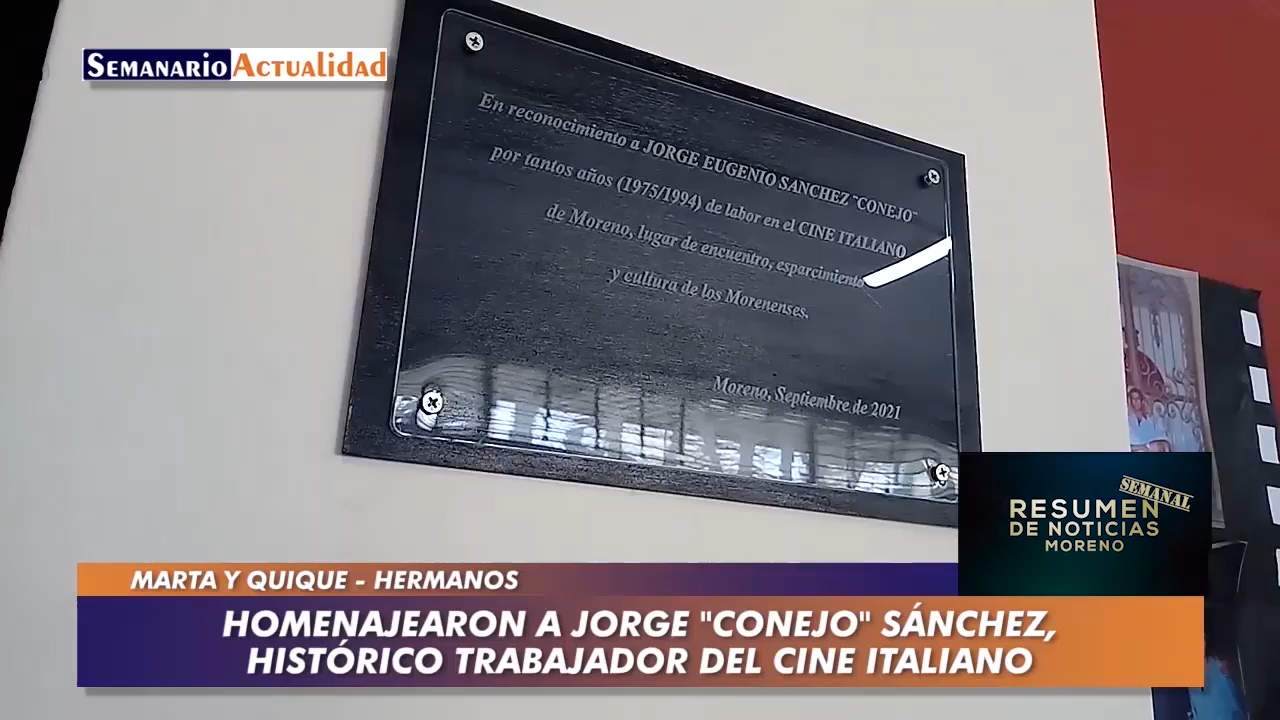 SEMANARIO ACTUALIDAD
En reconocimiento a JORGE EUGENIO SANCHEZ "CONEJO"
por tantos años (1975/1994) de labor en el CINE ITALIANO
de Moreno, lugar de encuentro, esparcimiento
y cultura de los Morenenses.
Moreno, Septiembre de 2021
SEMANAL
RESUMEN
DE NOTICIAS
MORENO
MARTA Y QUIQUE - HERMANOS
HOMENAJEARON A JORGE "CONEJO" SÁNCHEZ,
HISTÓRICO TRABAJADOR DEL CINE ITALIANO